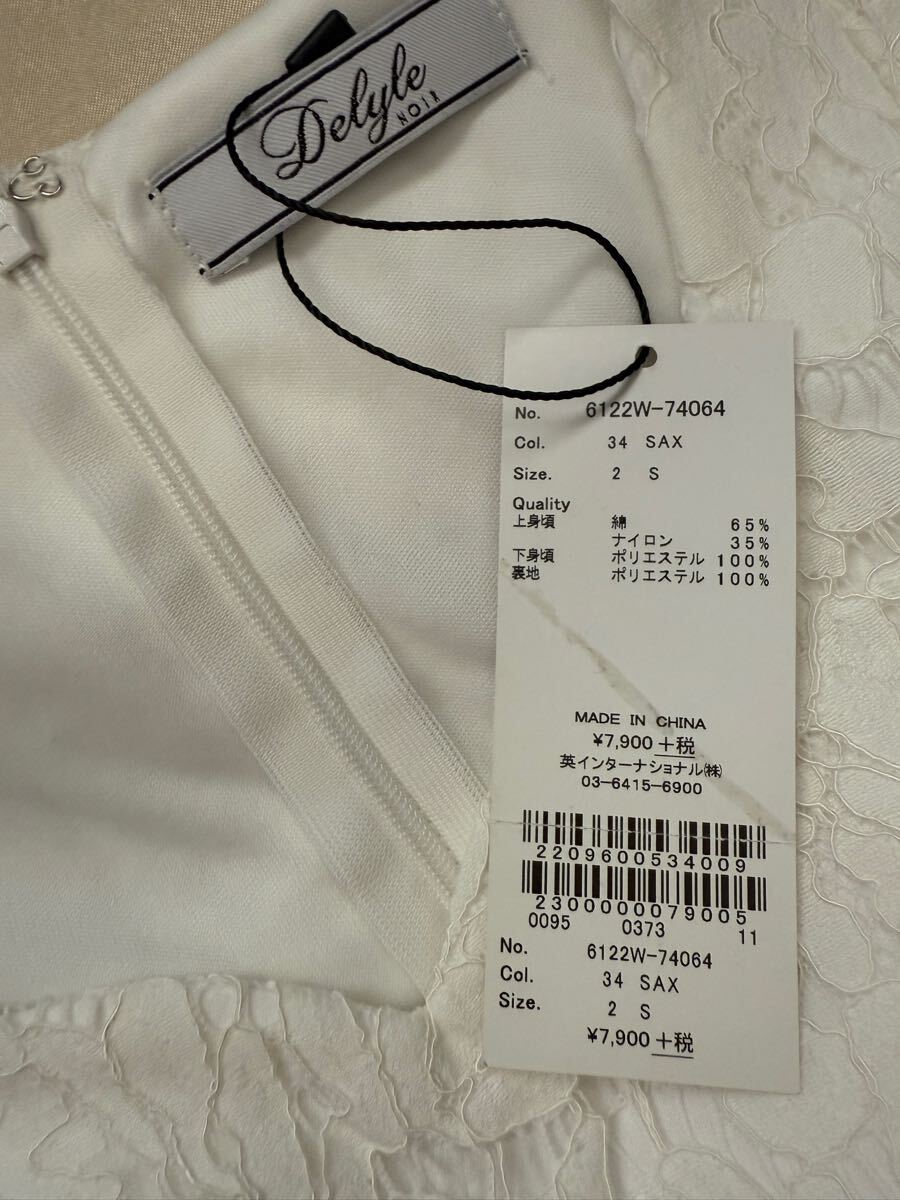 Delyle
NOIR
No. 6122W-74064
Col. 34 SAX
Size. 2 S
Quality
上身頃 綿 65%
ナイロン 35%
下身頃 ポリエステル 100%
裏地 ポリエステル 100%
MADE IN CHINA
¥7,900 +税
英インターナショナル㈱
03-6415-6900
2209600534009
2300000079005
0095 0373 11
No. 6122W-74064
Col. 34 SAX
Size. 2 S
¥7,900 +税